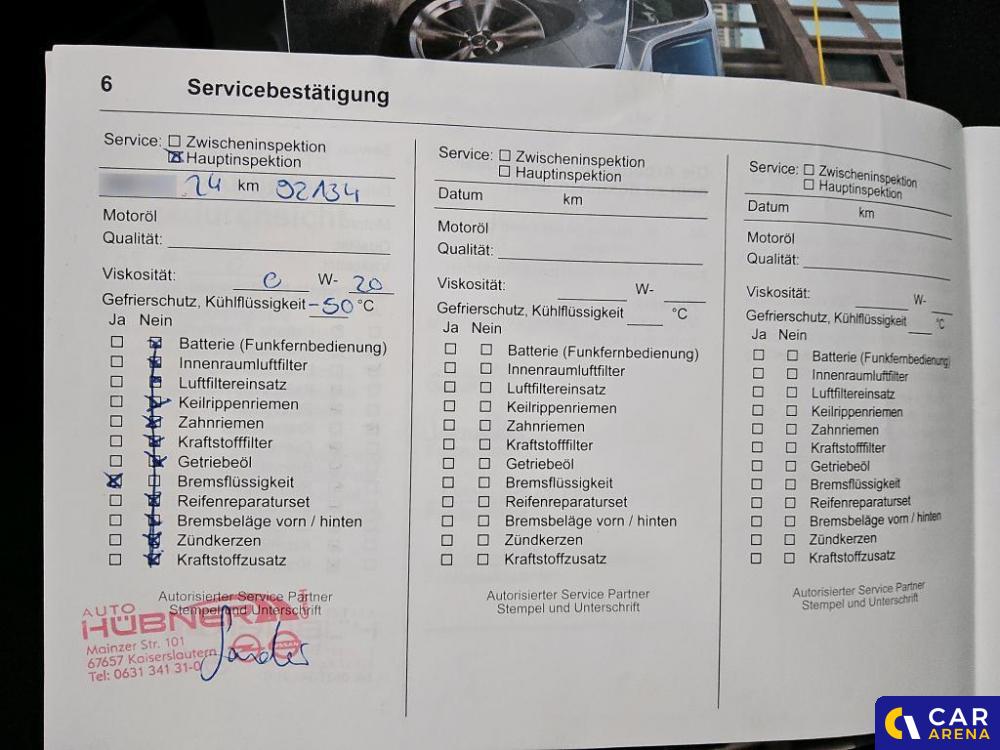 6 Servicebestätigung
Service: Zwischeninspektion
Hauptinspektion
24 km 92134
Motoröl
Qualität:
Viskosität: 0 W- 20
Gefrierschutz, Kühlflüssigkeit -50 °C
Ja Nein
Batterie (Funkfernbedienung)
Innenraumluftfilter
Luftfiltereinsatz
Keilrippenriemen
Zahnriemen
Kraftstofffilter
Getriebeöl
Bremsflüssigkeit
Reifenreparaturset
Bremsbeläge vorn / hinten
Zündkerzen
Kraftstoffzusatz
Autorisierter Service Partner
Stempel und Unterschrift
AUTO
HÜBNER
Mainzer Str. 101
67657 Kaiserslautern
Tel: 0631 341 31-0
Service: Zwischeninspektion
Hauptinspektion
Datum km
Motoröl
Qualität:
Viskosität: W-
Gefrierschutz, Kühlflüssigkeit °C
Ja Nein
Batterie (Funkfernbedienung)
Innenraumluftfilter
Luftfiltereinsatz
Keilrippenriemen
Zahnriemen
Kraftstofffilter
Getriebeöl
Bremsflüssigkeit
Reifenreparaturset
Bremsbeläge vorn / hinten
Zündkerzen
Kraftstoffzusatz
Autorisierter Service Partner
Stempel und Unterschrift
Service: Zwischeninspektion
Hauptinspektion
Datum km
Motoröl
Qualität:
Viskosität: W-
Gefrierschutz, Kühlflüssigkeit °C
Ja Nein
Batterie (Funkfernbedienung)
Innenraumluftfilter
Luftfiltereinsatz
Keilrippenriemen
Zahnriemen
Kraftstofffilter
Getriebeöl
Bremsflüssigkeit
Reifenreparaturset
Bremsbeläge vorn / hinten
Zündkerzen
Kraftstoffzusatz
Autorisierter Service Partner
Stempel und Unterschrift
CAR
ARENA